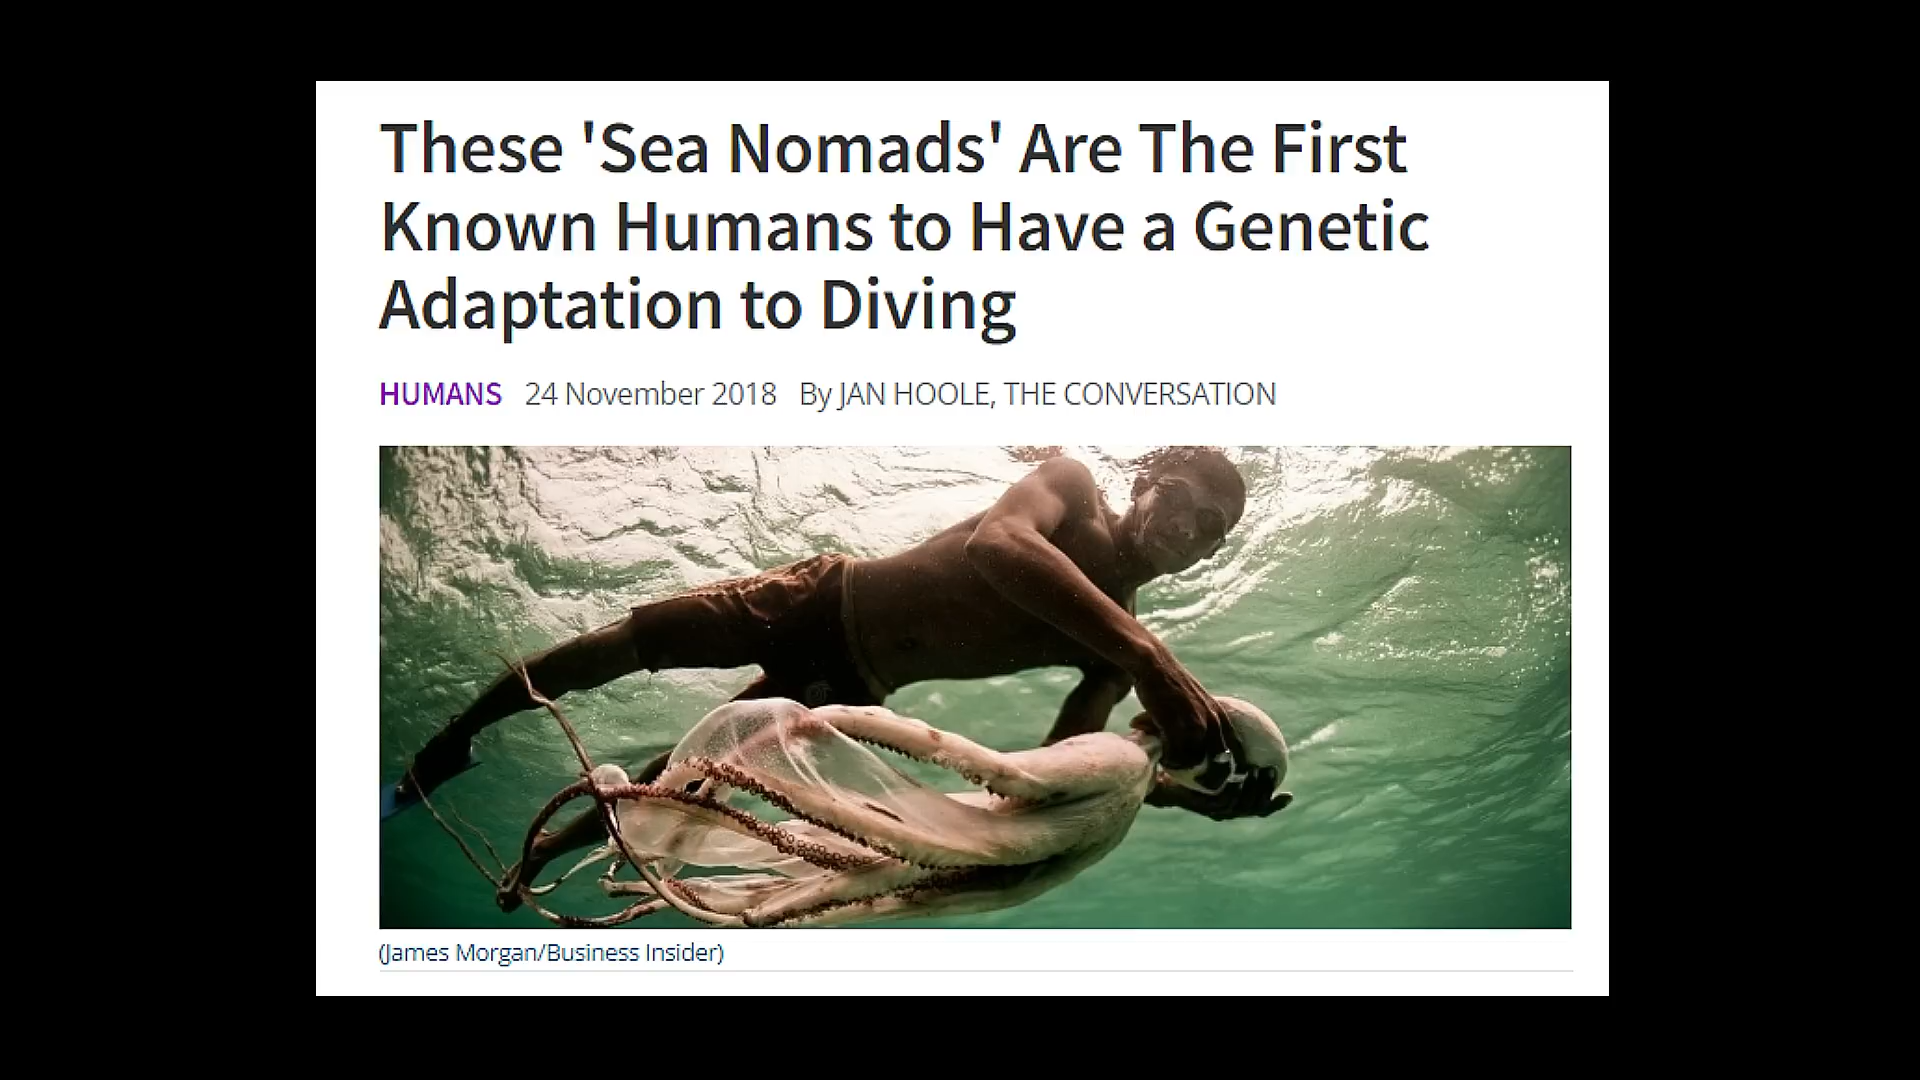 These 'Sea Nomads' Are The First
Known Humans to Have a Genetic
Adaptation to Diving
HUMANS 24 November 2018 By JAN HOOLE, THE CONVERSATION
(James Morgan/Business Insider)